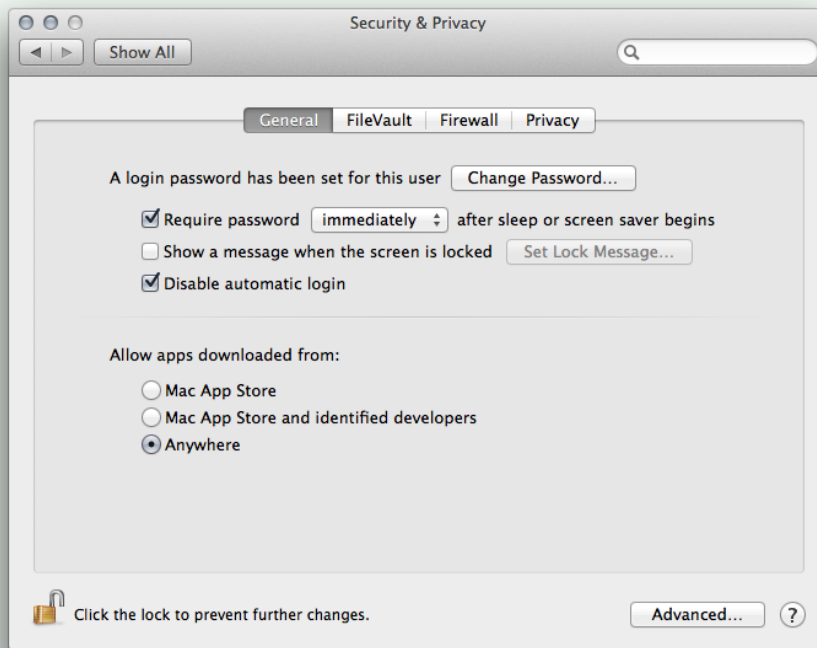 Security & Privacy
Show All
General FileVault Firewall Privacy
A login password has been set for this user Change Password...
Require password immediately after sleep or screen saver begins
Show a message when the screen is locked Set Lock Message...
Disable automatic login
Allow apps downloaded from:
Mac App Store
Mac App Store and identified developers
Anywhere
Click the lock to prevent further changes. Advanced... ?